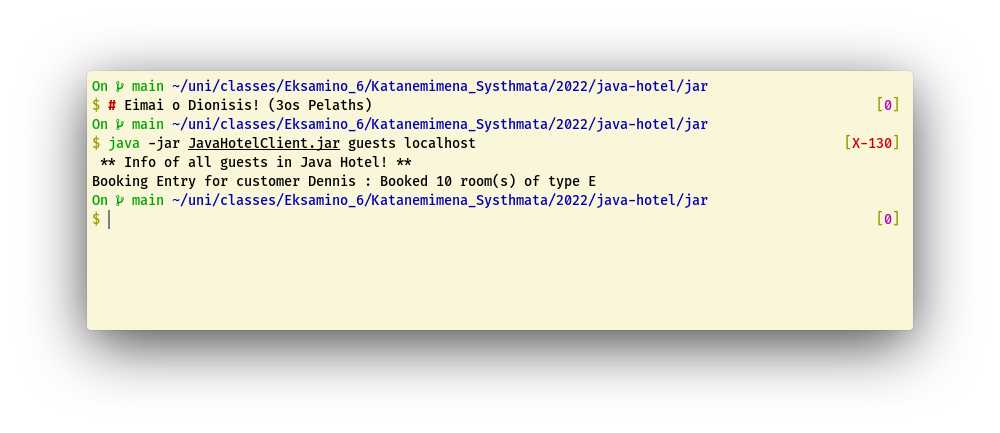 On main ~/uni/classes/Eksamino_6/Katanemimena_Systhmata/2022/java-hotel/jar
$ # Eimai o Dionisis! (3os Pelaths) [0]
On main ~/uni/classes/Eksamino_6/Katanemimena_Systhmata/2022/java-hotel/jar
$ java -jar JavaHotelClient.jar guests localhost [X-130]
** Info of all guests in Java Hotel! **
Booking Entry for customer Dennis : Booked 10 room(s) of type E
On main ~/uni/classes/Eksamino_6/Katanemimena_Systhmata/2022/java-hotel/jar
$ [0]